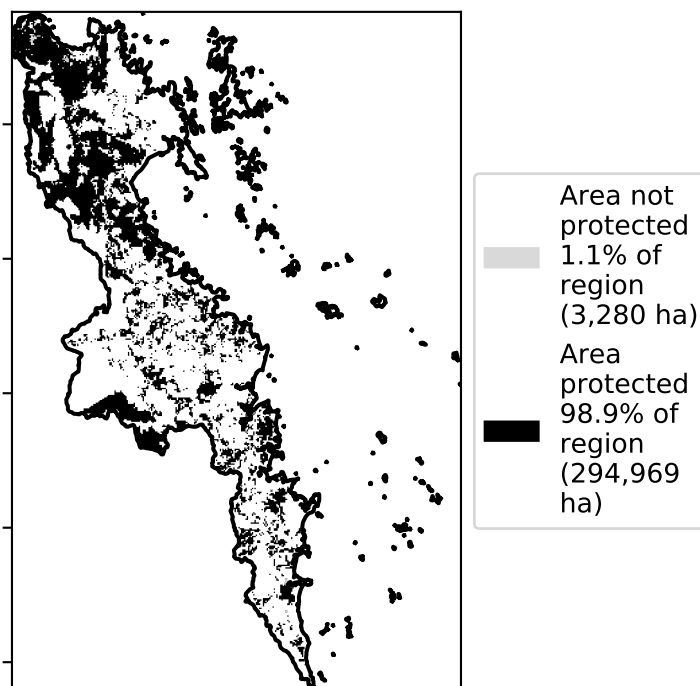 Area not
protected
1.1% of
region
(3,280 ha)
Area
protected
98.9% of
region
(294,969
ha)